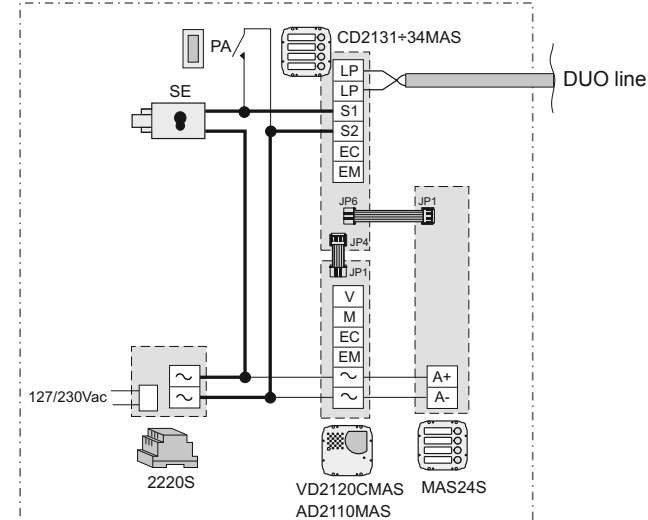 PA
CD2131÷34MAS
LP
LP
DUO line
SE
S1
S2
EC
EM
JP6
JP1
JP4
JP1
V
M
EC
EM
~
~
~
~
A+
A-
127/230Vac
2220S
VD2120CMAS
AD2110MAS
MAS24S